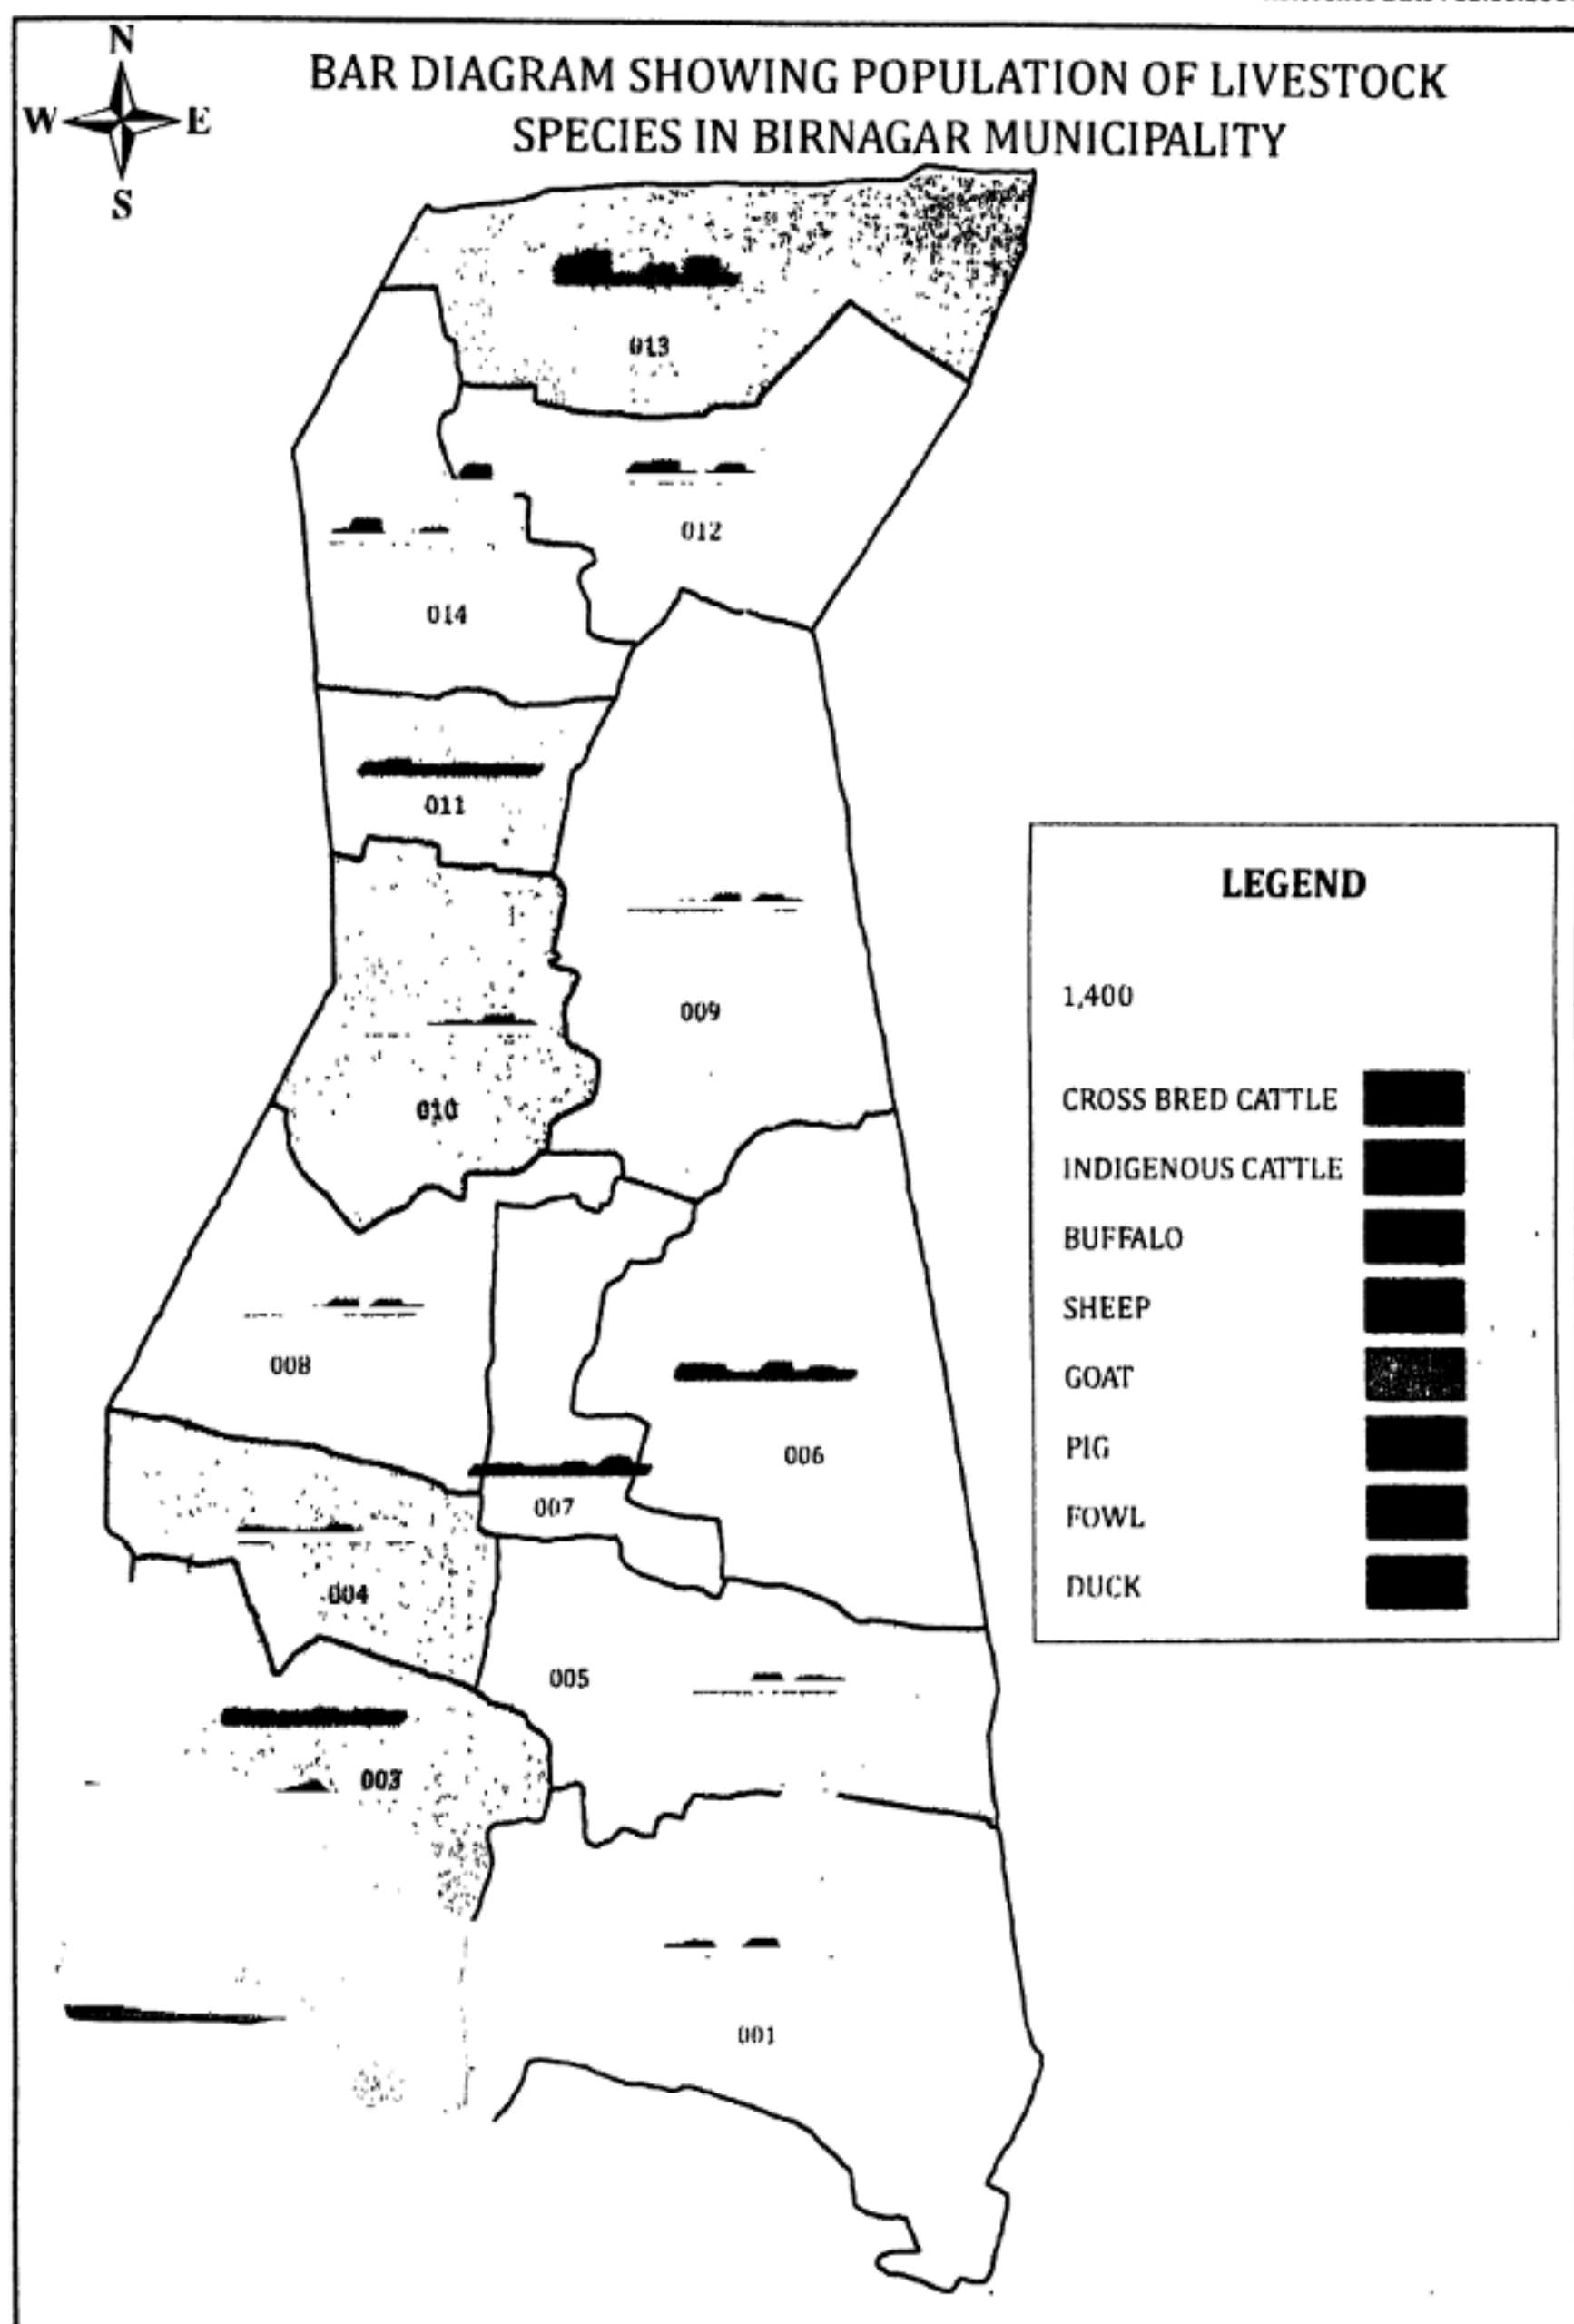 N
W E
S
BAR DIAGRAM SHOWING POPULATION OF LIVESTOCK
SPECIES IN BIRNAGAR MUNICIPALITY
013
012
014
011
009
010
008
006
007
004
005
003
001
LEGEND
1,400
CROSS BRED CATTLE
INDIGENOUS CATTLE
BUFFALO
SHEEP
GOAT
PIG
FOWL
DUCK